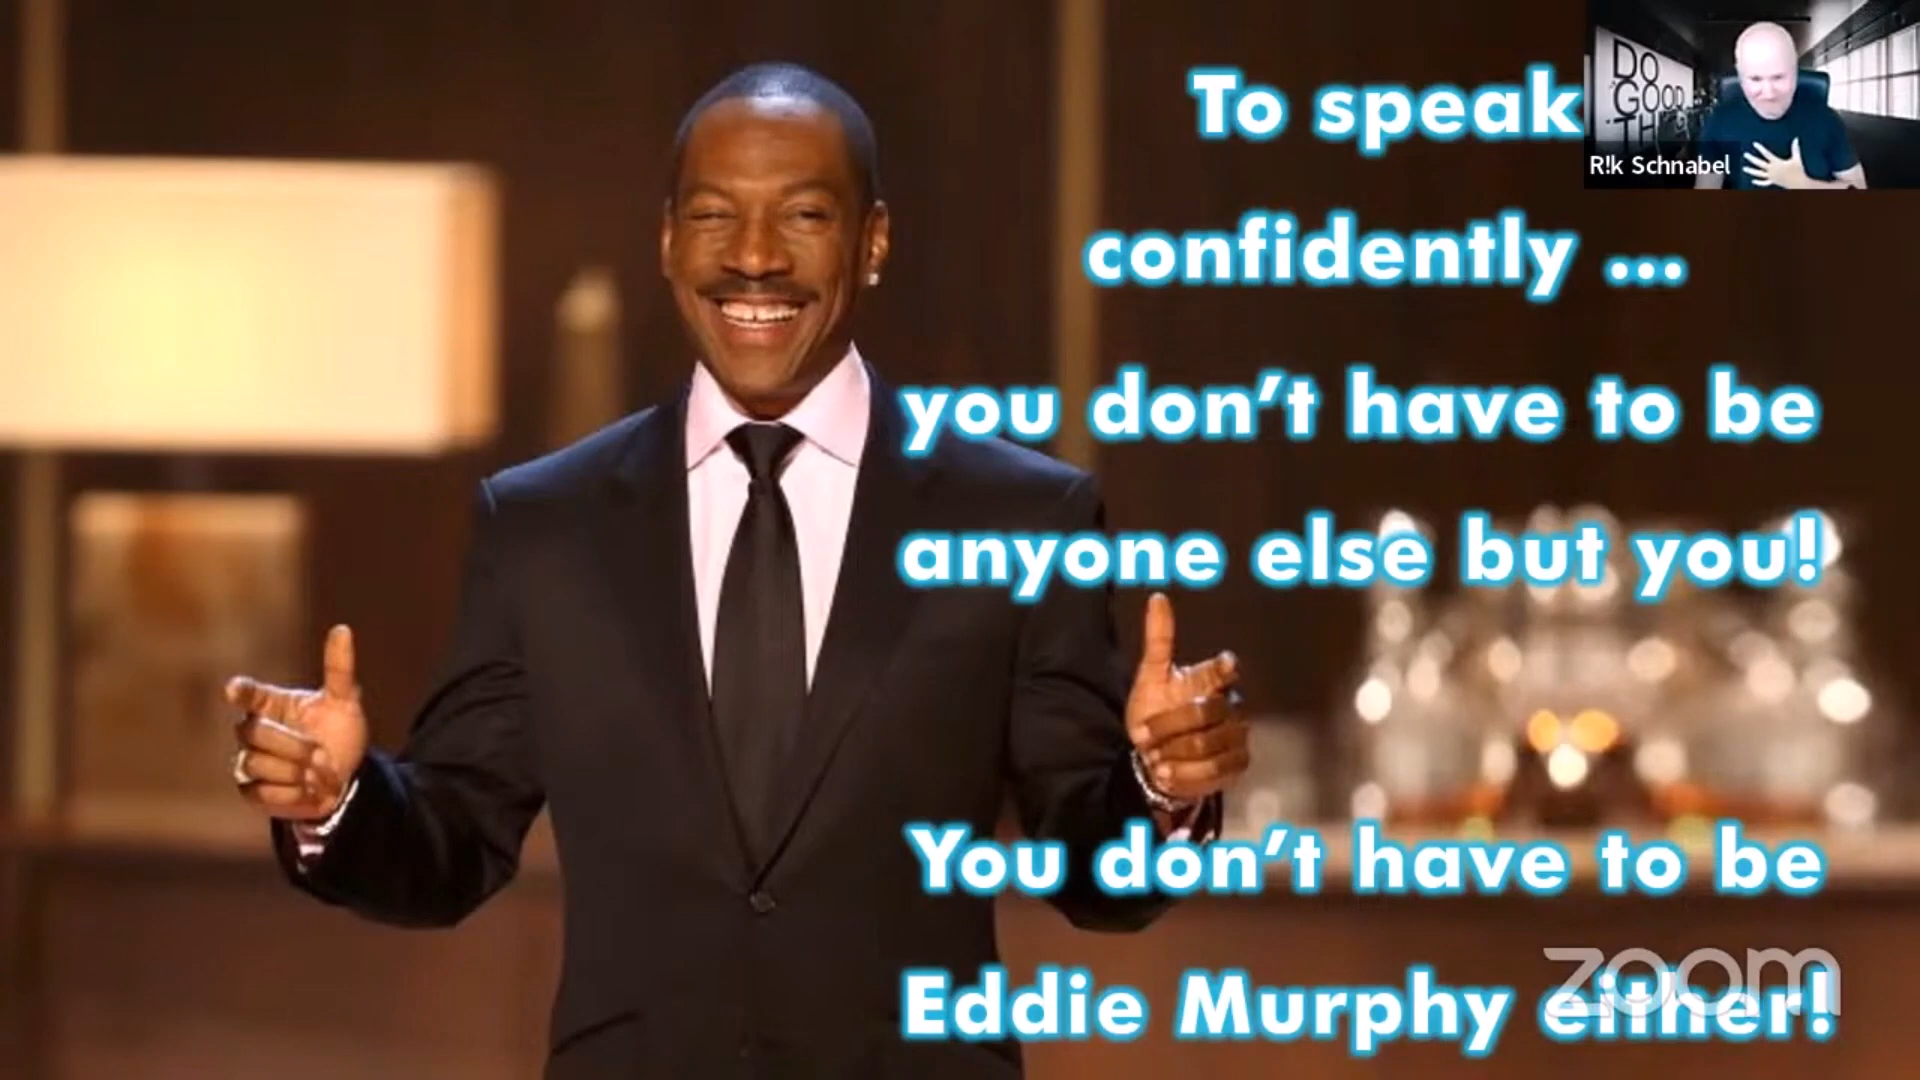 To speak
confidently ...
you don't have to be
anyone else but you!
You don't have to be
Eddie Murphy either!
zoom
DO
GOOD
R!k Schnabel